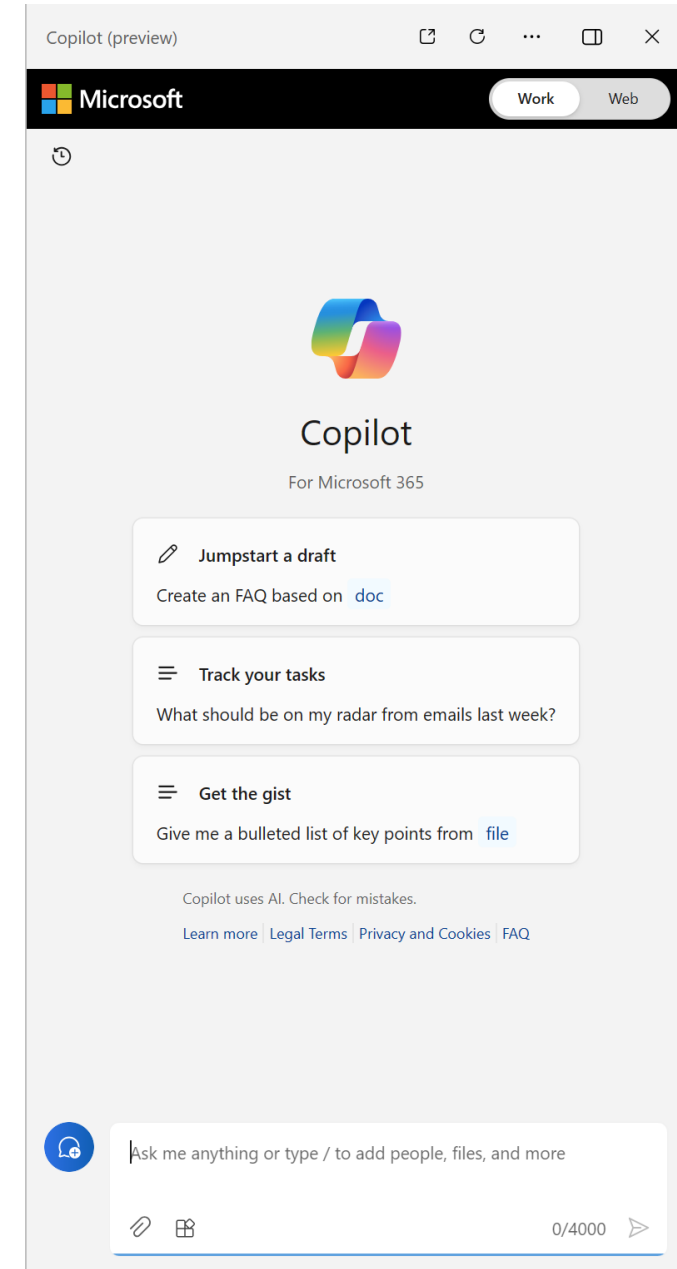 Copilot (preview)
Microsoft
Work Web
Copilot
For Microsoft 365
Jumpstart a draft
Create an FAQ based on doc
Track your tasks
What should be on my radar from emails last week?
Get the gist
Give me a bulleted list of key points from file
Copilot uses AI. Check for mistakes.
Learn more Legal Terms Privacy and Cookies FAQ
Ask me anything or type / to add people, files, and more
0/4000